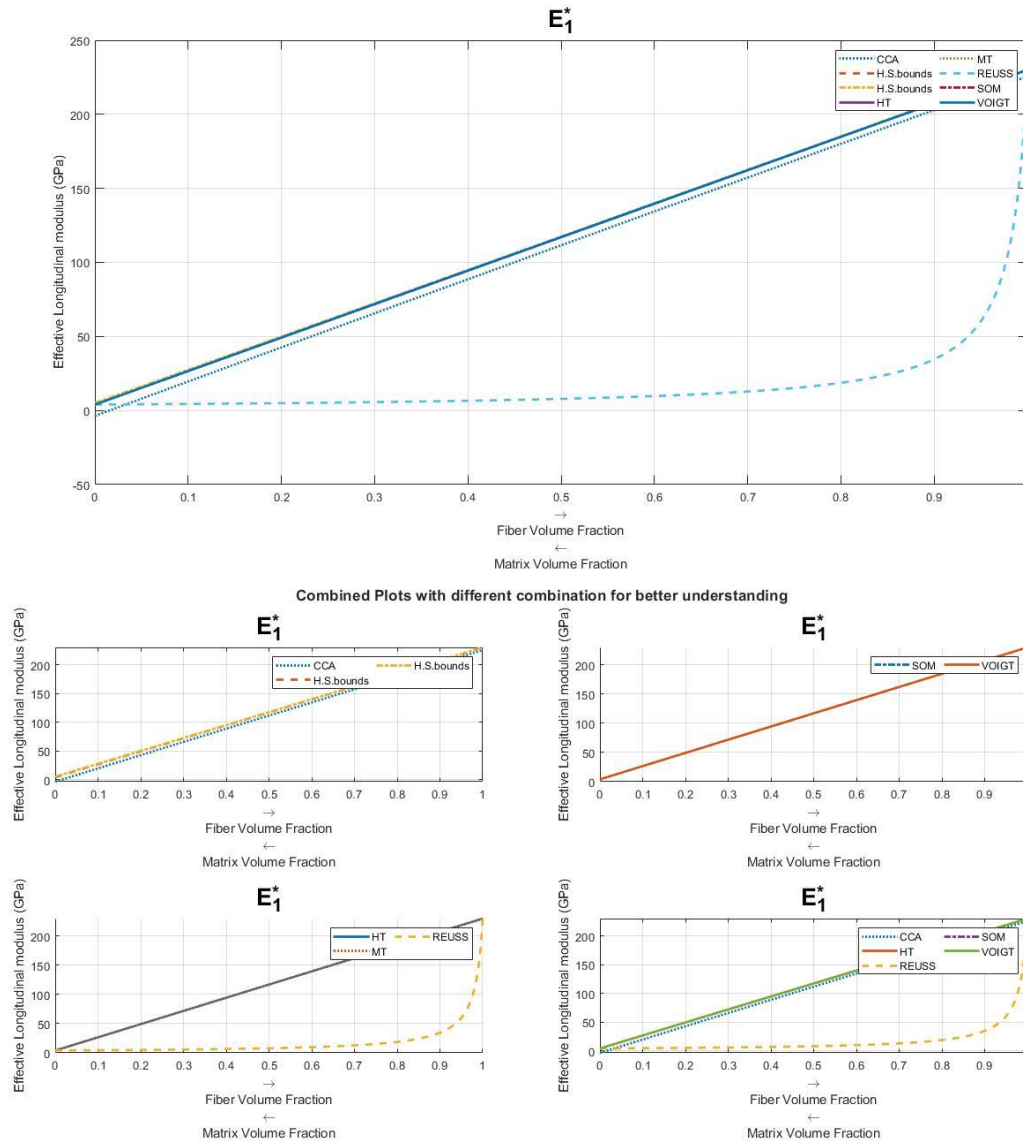 E*1
250
200
150
100
50
0
-50
Effective Longitudinal modulus (GPa)
CCA MT
H.S.bounds REUSS
H.S.bounds SOM
HT VOIGT
0 0.1 0.2 0.3 0.4 0.5 0.6 0.7 0.8 0.9
→
Fiber Volume Fraction
←
Matrix Volume Fraction
Combined Plots with different combination for better understanding
E*1
Effective Longitudinal modulus (GPa)
200
150
100
50
0
CCA H.S.bounds
H.S.bounds
0 0.1 0.2 0.3 0.4 0.5 0.6 0.7 0.8 0.9 1
→
Fiber Volume Fraction
←
Matrix Volume Fraction
E*1
Effective Longitudinal modulus (GPa)
200
150
100
50
0
SOM VOIGT
0 0.1 0.2 0.3 0.4 0.5 0.6 0.7 0.8 0.9
→
Fiber Volume Fraction
←
Matrix Volume Fraction
E*1
Effective Longitudinal modulus (GPa)
200
150
100
50
0
HT REUSS
MT
0 0.1 0.2 0.3 0.4 0.5 0.6 0.7 0.8 0.9 1
→
Fiber Volume Fraction
←
Matrix Volume Fraction
E*1
Effective Longitudinal modulus (GPa)
200
150
100
50
0
CCA SOM
HT VOIGT
REUSS
0 0.1 0.2 0.3 0.4 0.5 0.6 0.7 0.8 0.9
→
Fiber Volume Fraction
←
Matrix Volume Fraction